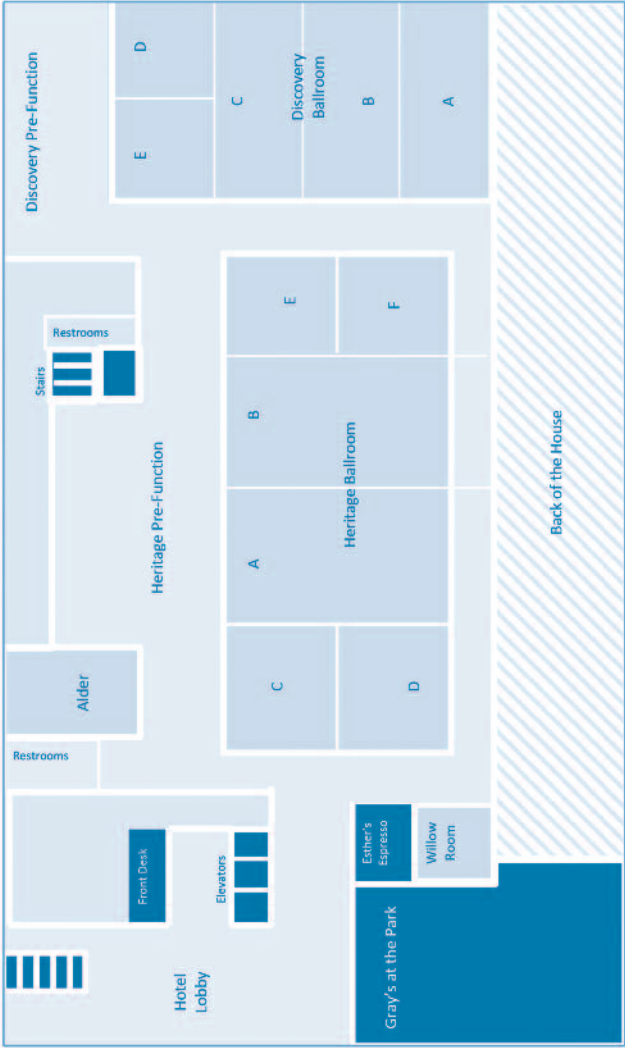 Discovery Pre-Function
D
E
C
Discovery
Ballroom
B
A
Restrooms
Stairs
E
F
B
Heritage Pre-Function
Heritage Ballroom
A
C
D
Back of the House
Alder
Restrooms
Front Desk
Elevators
Esther's
Espresso
Willow
Room
Hotel
Lobby
Gray's at the Park